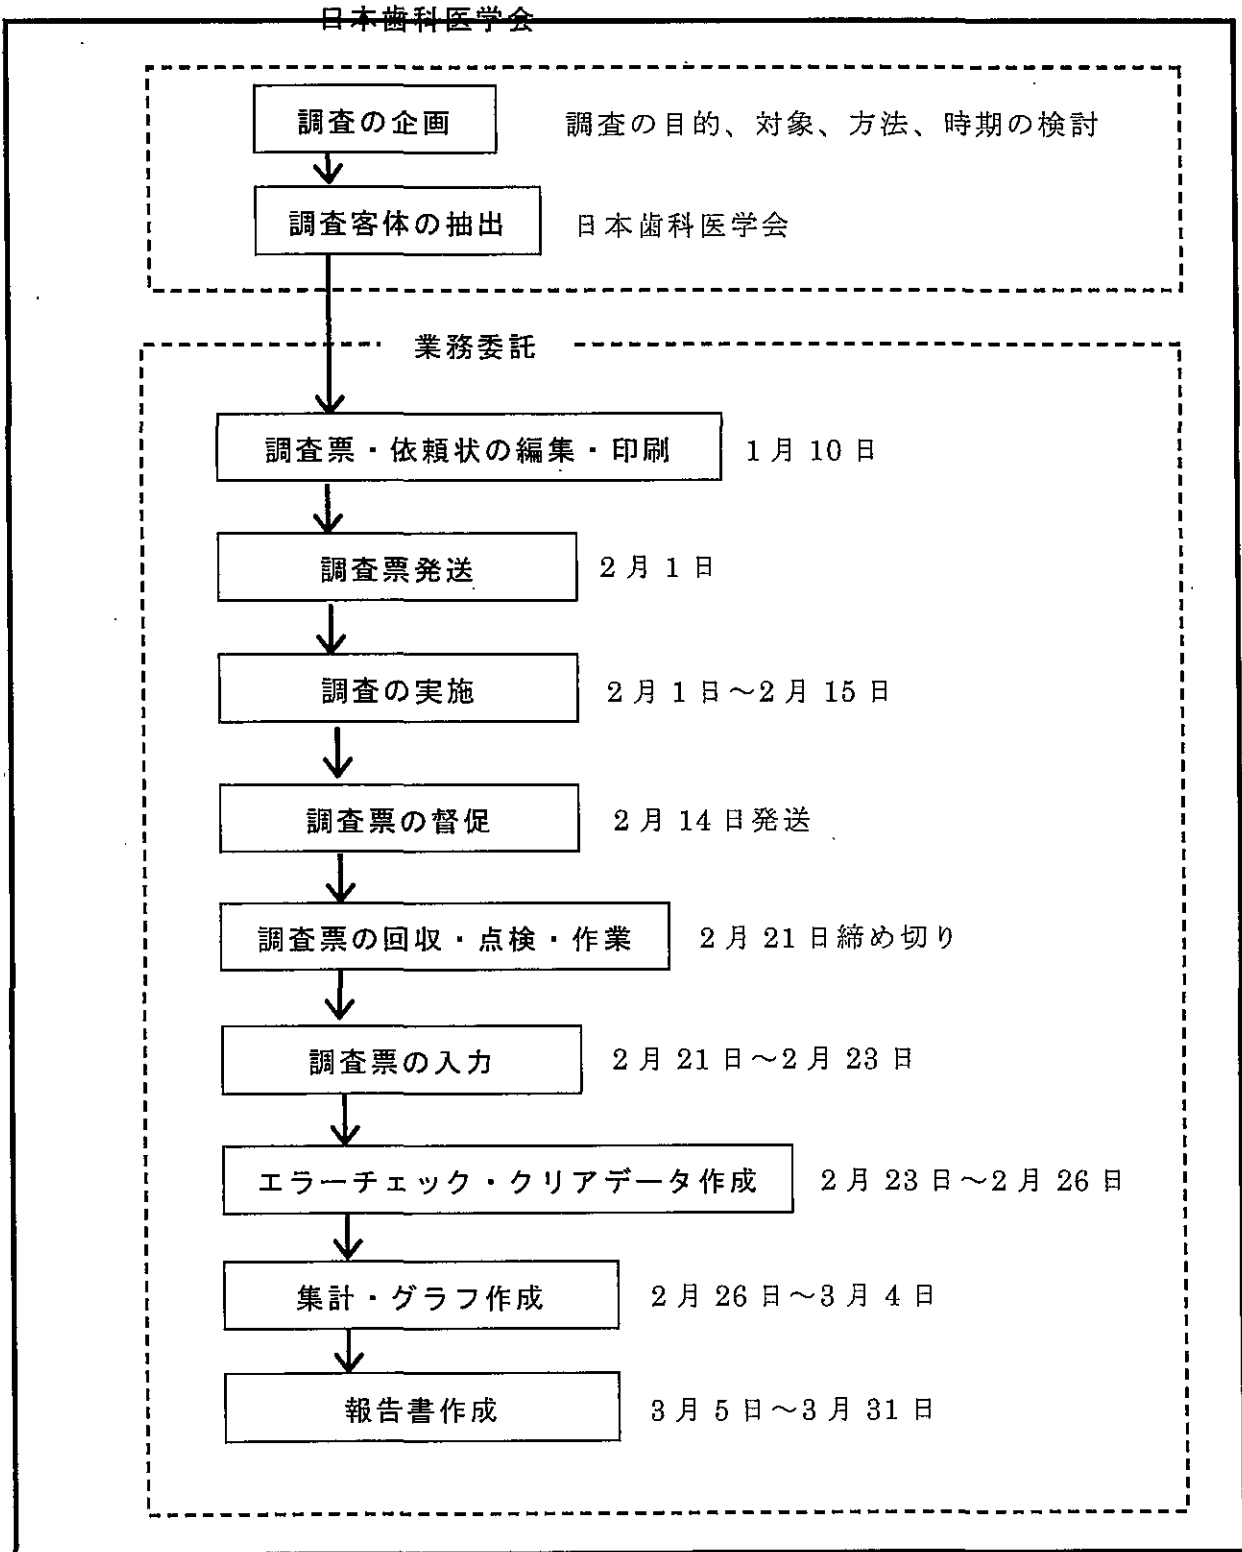 日本歯科医学会
調査の企画 調査の目的、対象、方法、時期の検討
調査客体の抽出 日本歯科医学会
業務委託
調査票・依頼状の編集・印刷 1月10日
調査票発送 2月1日
調査の実施 2月1日～2月15日
調査票の督促 2月14日発送
調査票の回収・点検・作業 2月21日締め切り
調査票の入力 2月21日～2月23日
エラーチェック・クリアデータ作成 2月23日～2月26日
集計・グラフ作成 2月26日～3月4日
報告書作成 3月5日～3月31日